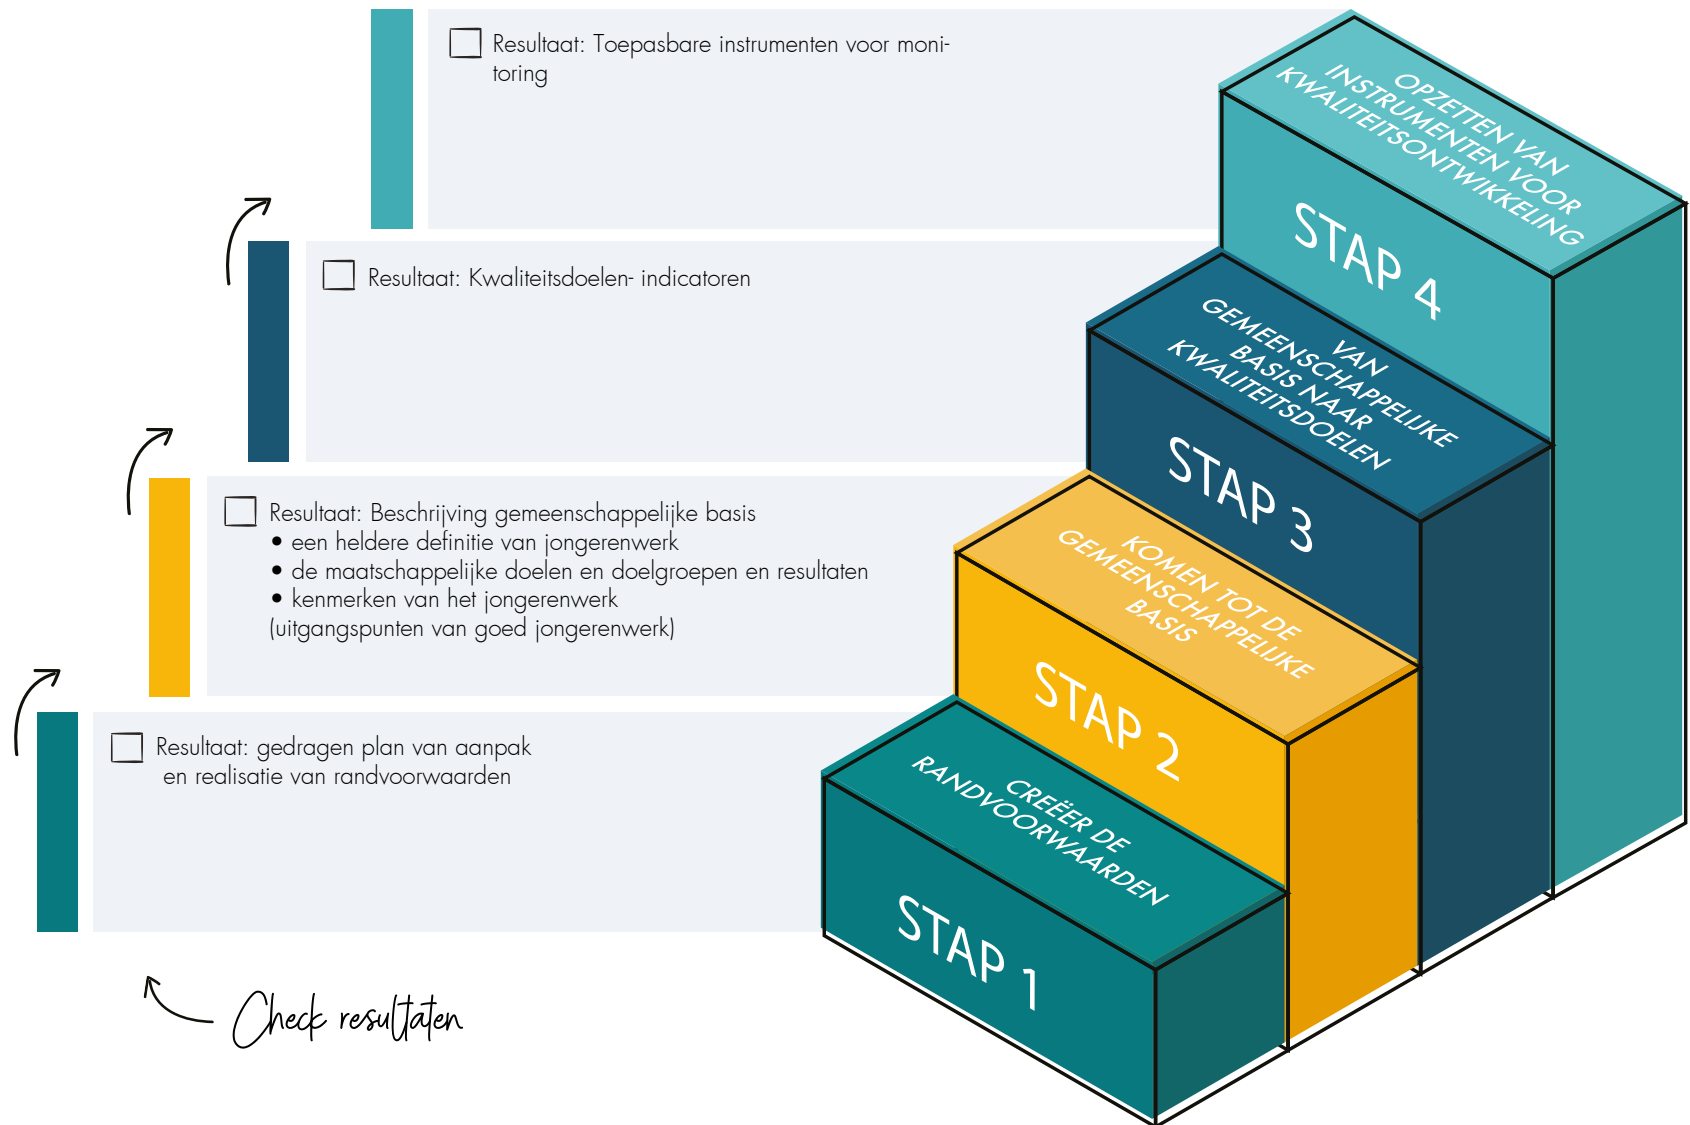 Resultaat: Toepasbare instrumenten voor moni-
toring
OPZETTEN VAN
INSTRUMENTEN VOOR
KWALITEITSONTWIKKELING
STAP 4
Resultaat: Kwaliteitsdoelen- indicatoren
VAN
GEMEENSCHAPPELIJKE
BASIS NAAR
KWALITEITSDOELEN
STAP 3
Resultaat: Beschrijving gemeenschappelijke basis
• een heldere definitie van jongerenwerk
• de maatschappelijke doelen en doelgroepen en resultaten
• kenmerken van het jongerenwerk
(uitgangspunten van goed jongerenwerk)
KOMEN TOT DE
GEMEENSCHAPPELIJKE
BASIS
STAP 2
Resultaat: gedragen plan van aanpak
en realisatie van randvoorwaarden
CREËER DE
RANDVOORWAARDEN
STAP 1
Check resultaten